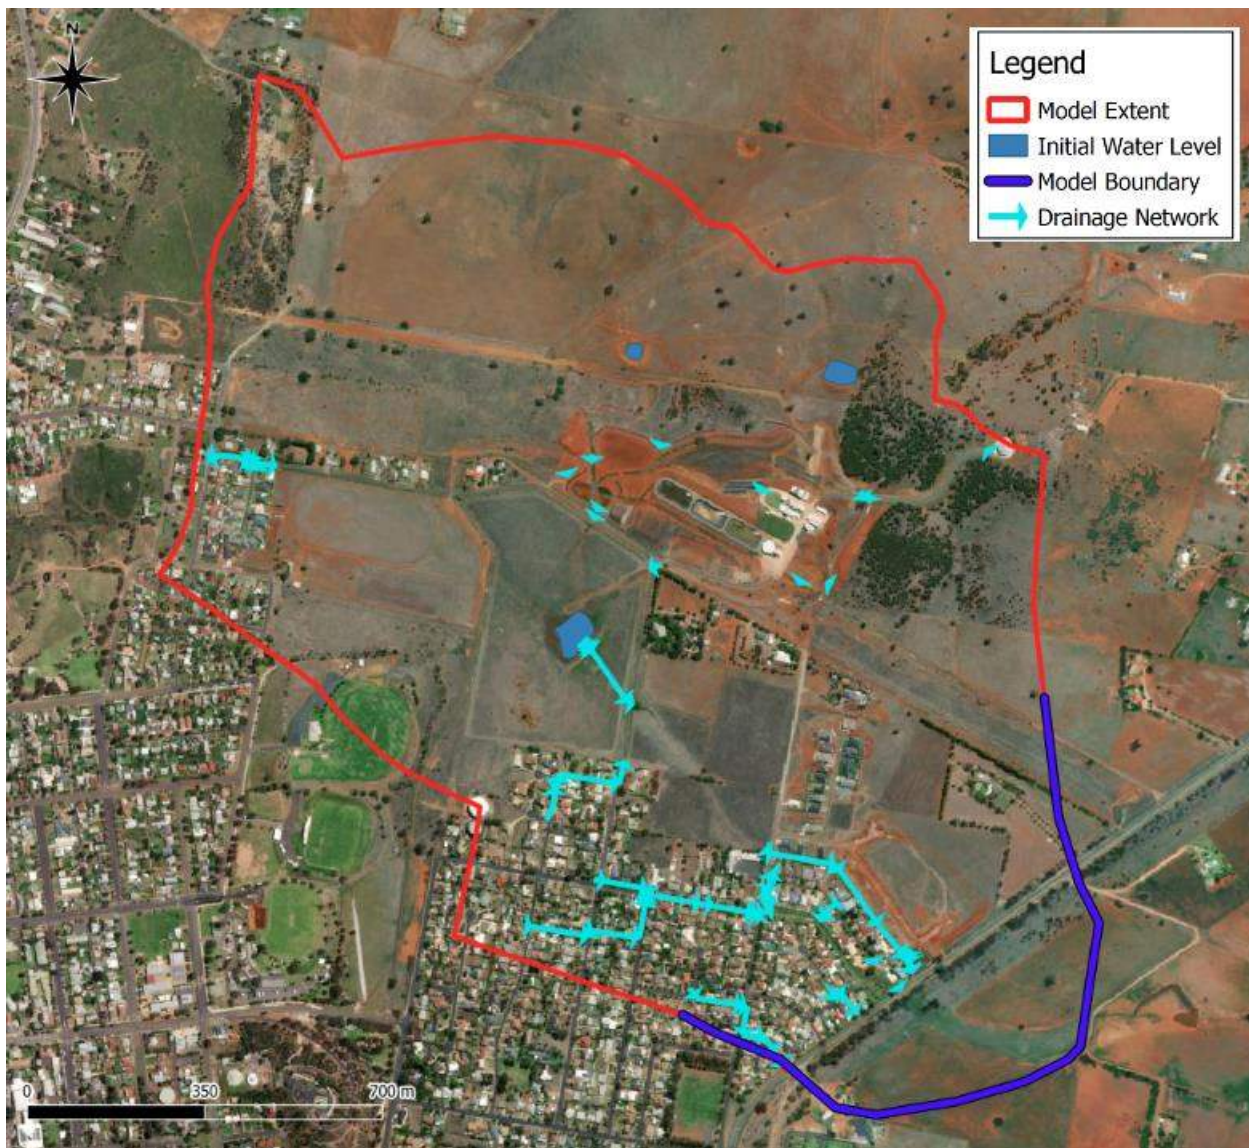 N
Legend
Model Extent
Initial Water Level
Model Boundary
Drainage Network
0 350 700 m